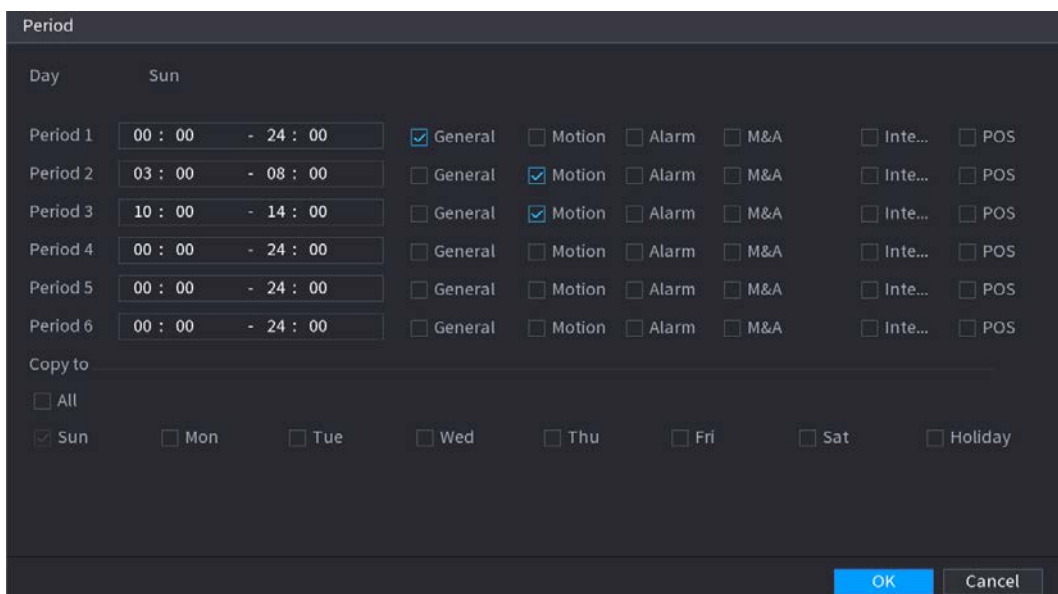 Period
Day Sun
Period 1 00 : 00 - 24 : 00 General Motion Alarm M&A Inte... POS
Period 2 03 : 00 - 08 : 00 General Motion Alarm M&A Inte... POS
Period 3 10 : 00 - 14 : 00 General Motion Alarm M&A Inte... POS
Period 4 00 : 00 - 24 : 00 General Motion Alarm M&A Inte... POS
Period 5 00 : 00 - 24 : 00 General Motion Alarm M&A Inte... POS
Period 6 00 : 00 - 24 : 00 General Motion Alarm M&A Inte... POS
Copy to
All
Sun Mon Tue Wed Thu Fri Sat Holiday
OK Cancel